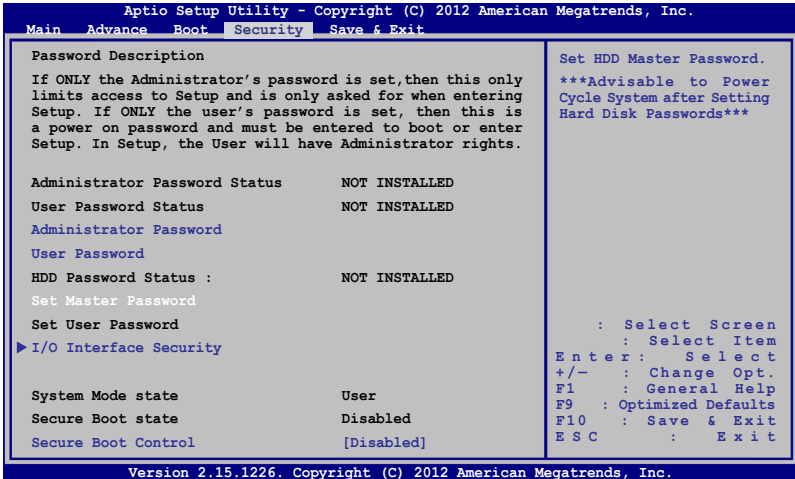 Aptio Setup Utility - Copyright (C) 2012 American Megatrends, Inc.
Main Advance Boot Security Save & Exit
Password Description
If ONLY the Administrator's password is set,then this only
limits access to Setup and is only asked for when entering
Setup. If ONLY the user's password is set, then this is
a power on password and must be entered to boot or enter
Setup. In Setup, the User will have Administrator rights.
Administrator Password Status NOT INSTALLED
User Password Status NOT INSTALLED
Administrator Password
User Password
HDD Password Status : NOT INSTALLED
Set Master Password
Set User Password
I/O Interface Security
System Mode state User
Secure Boot state Disabled
Secure Boot Control [Disabled]
Set HDD Master Password.
***Advisable to Power
Cycle System after Setting
Hard Disk Passwords***
: Select Screen
: Select Item
Enter: Select
+/— : Change Opt.
F1 : General Help
F9 : Optimized Defaults
F10 : Save & Exit
ESC : Exit
Version 2.15.1226. Copyright (C) 2012 American Megatrends, Inc.